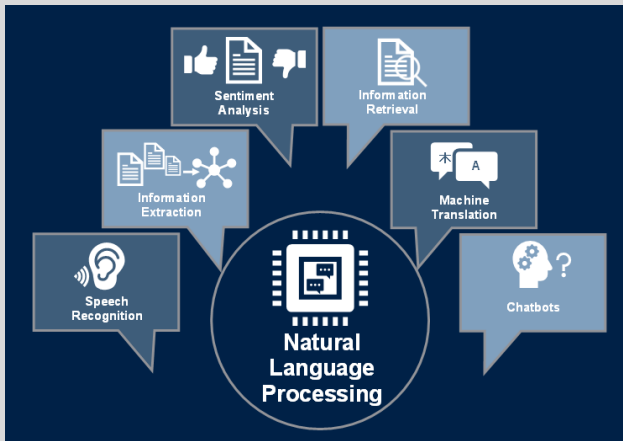 Sentiment
Analysis
Information
Retrieval
Information
Extraction
木
A
Machine
Translation
Speech
Recognition
?
Chatbots
Natural
Language
Processing